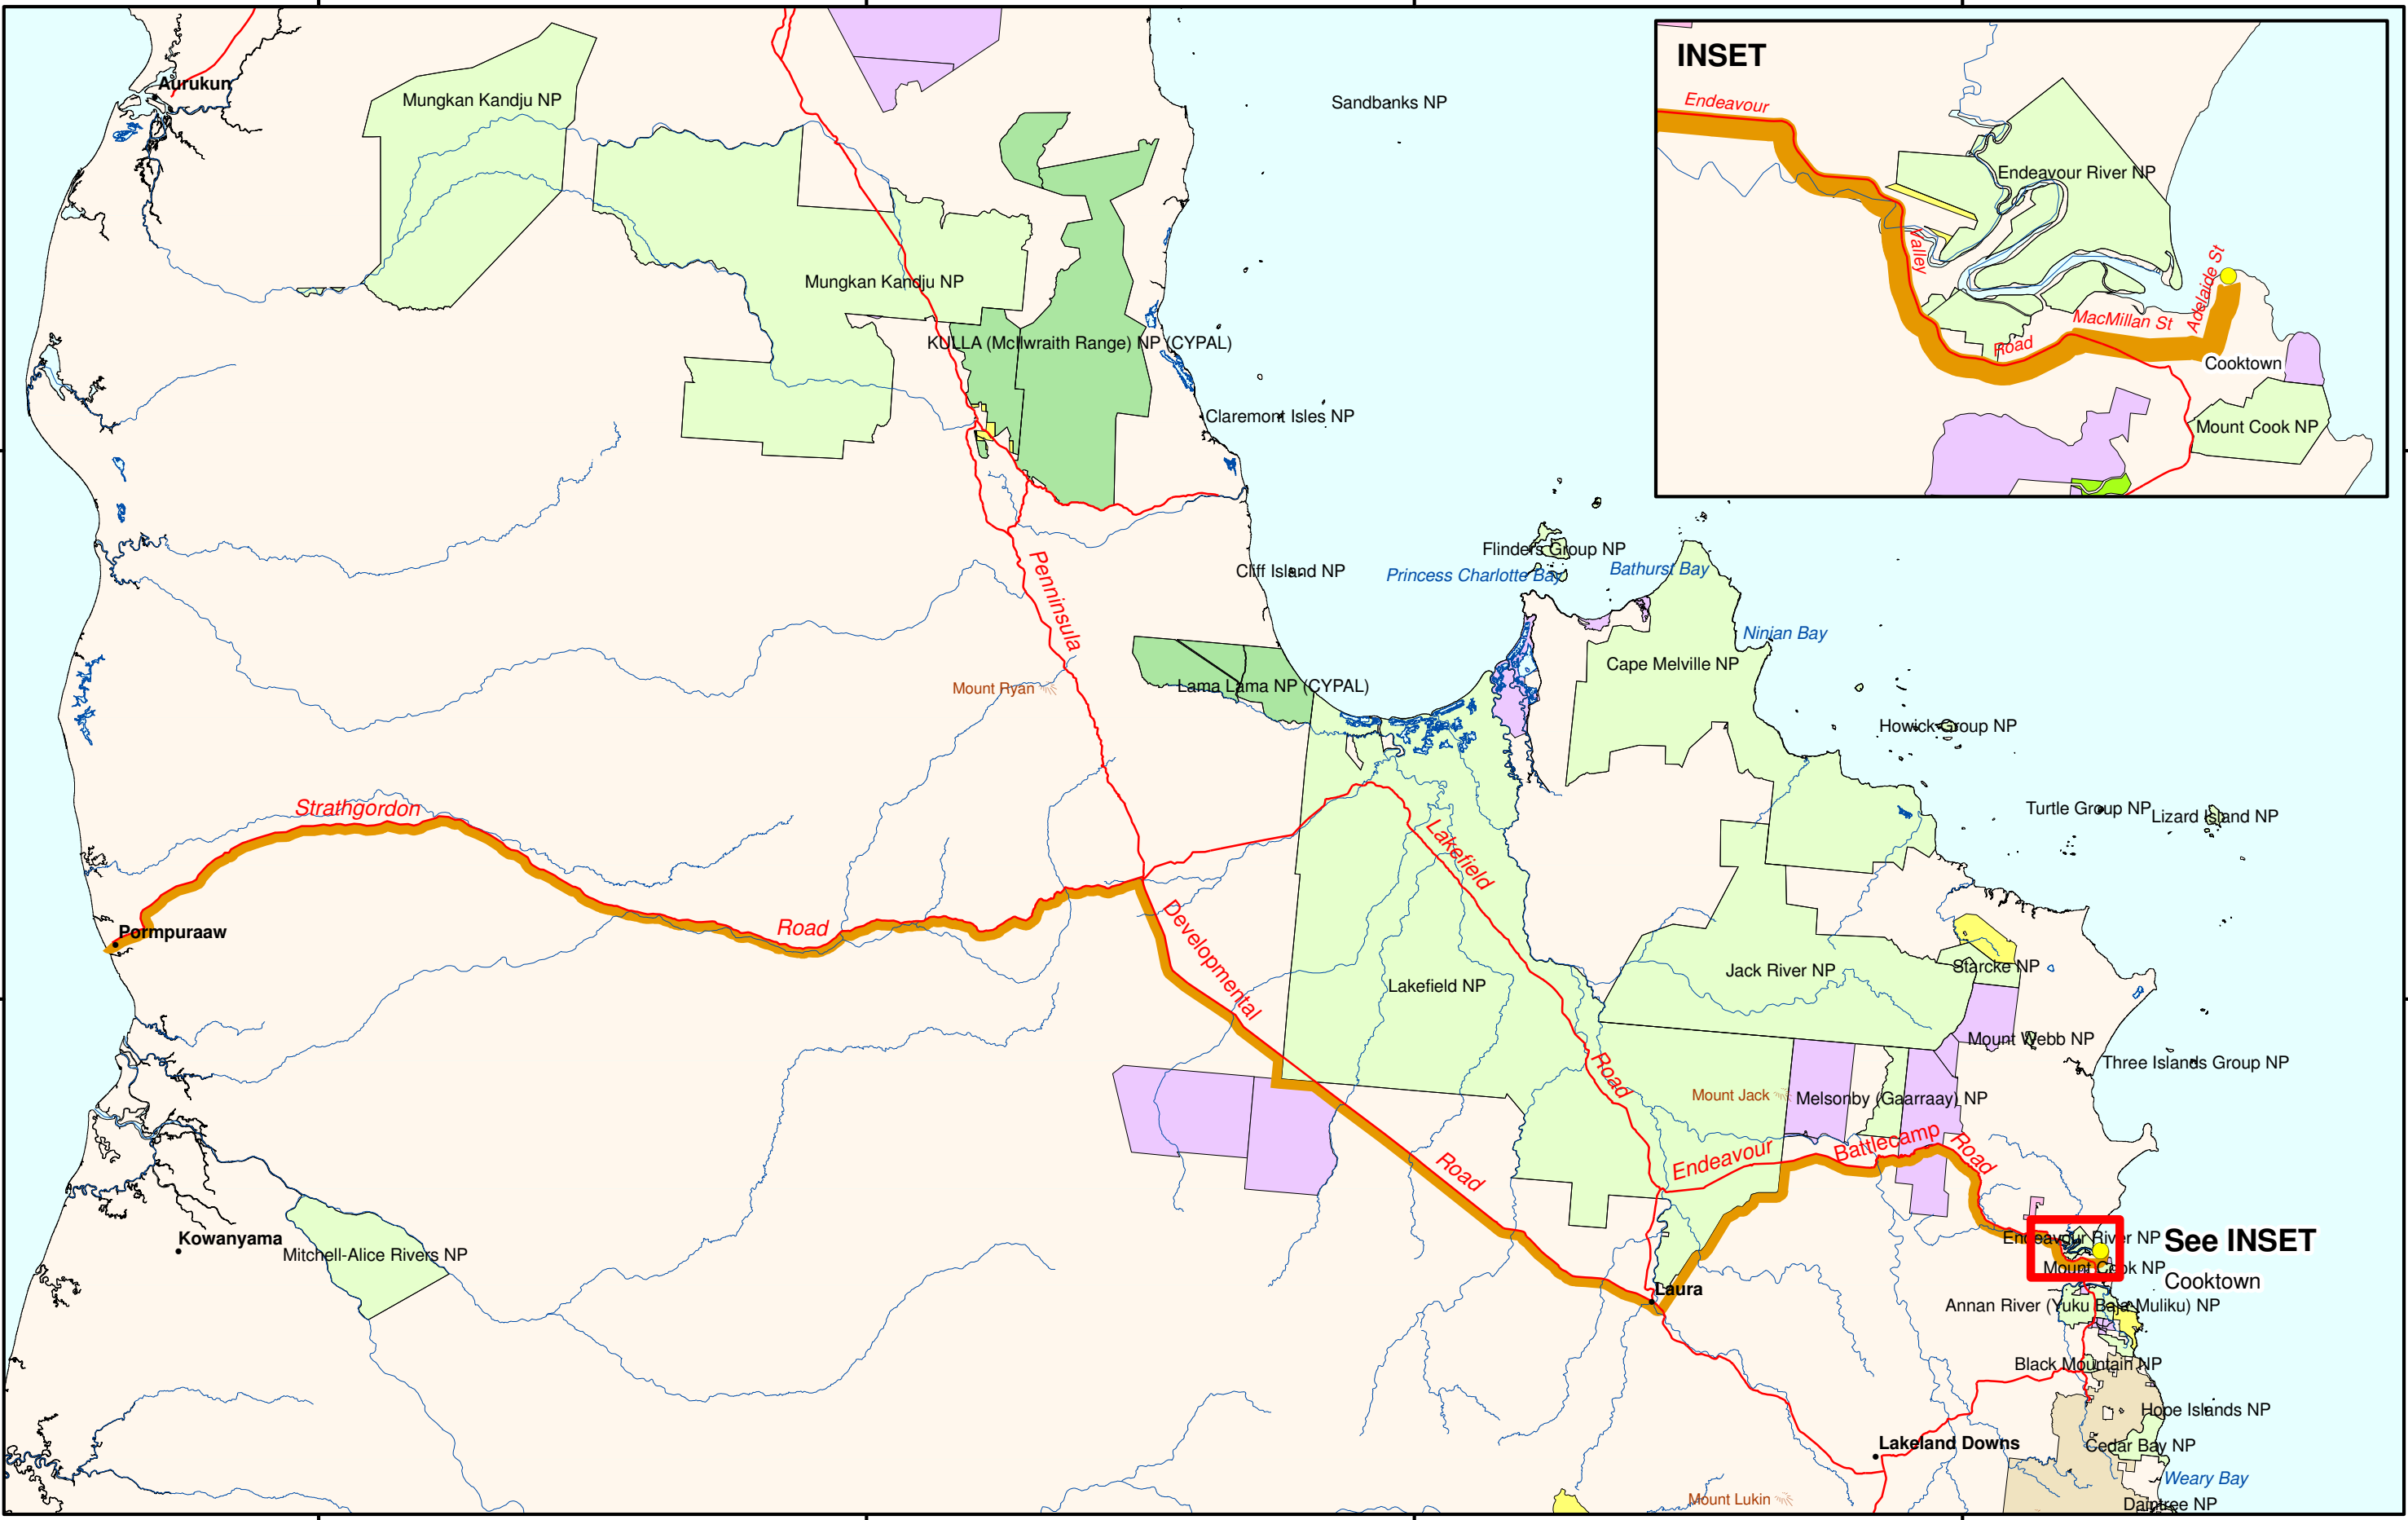 INSET
Endeavour
Endeavour River NP
Valley
Adelaide St
MacMillan St
Road
Cooktown
Mount Cook NP
Aurukun
Mungkan Kandju NP
Sandbanks NP
Mungkan Kandju NP
KULLA (McIlwraith Range) NP (CYPAL)
Claremont Isles NP
Flinders Group NP
Cliff Island NP
Princess Charlotte Bay
Bathurst Bay
Penninsula
Ninian Bay
Cape Melville NP
Mount Ryan
Lama Lama NP (CYPAL)
Howick Group NP
Strathgordon
Turtle Group NP
Lizard Island NP
Lakefield
Road
Pormpuraaw
Developmental
Starcke NP
Jack River NP
Lakefield NP
Mount Webb NP
Three Islands Group NP
Road
Mount Jack
Melsonby (Gaarraay) NP
Battlecamp
Road
Endeavour
Road
Kowanyama
Mitchell-Alice Rivers NP
Endeavour River NP
See INSET
Mount Cook NP
Cooktown
Laura
Annan River (Yuku Baja-Muliku) NP
Black Mountain NP
Hope Islands NP
Lakeland Downs
Cedar Bay NP
Weary Bay
Mount Lukin
Daintree NP